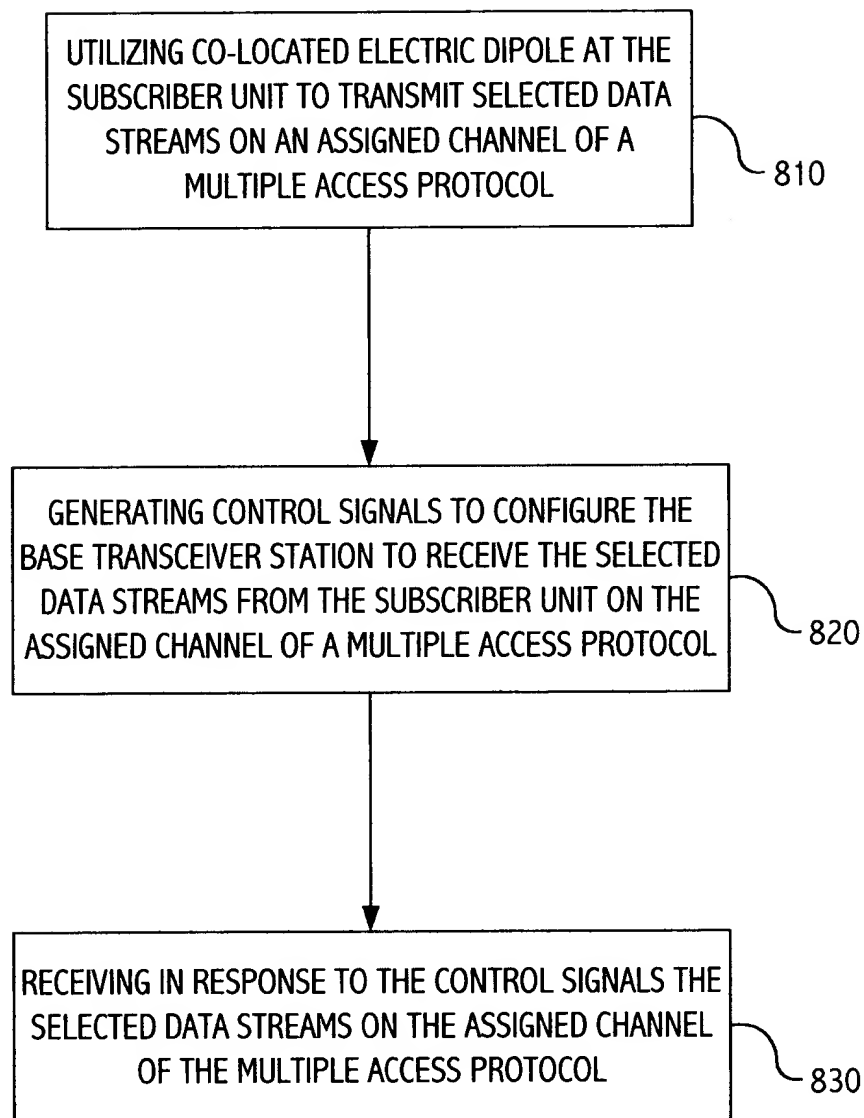 UTILIZING CO-LOCATED ELECTRIC DIPOLE AT THE
SUBSCRIBER UNIT TO TRANSMIT SELECTED DATA
STREAMS ON AN ASSIGNED CHANNEL OF A
MULTIPLE ACCESS PROTOCOL
810
GENERATING CONTROL SIGNALS TO CONFIGURE THE
BASE TRANSCEIVER STATION TO RECEIVE THE SELECTED
DATA STREAMS FROM THE SUBSCRIBER UNIT ON THE
ASSIGNED CHANNEL OF A MULTIPLE ACCESS PROTOCOL
820
RECEIVING IN RESPONSE TO THE CONTROL SIGNALS THE
SELECTED DATA STREAMS ON THE ASSIGNED CHANNEL
OF THE MULTIPLE ACCESS PROTOCOL
830